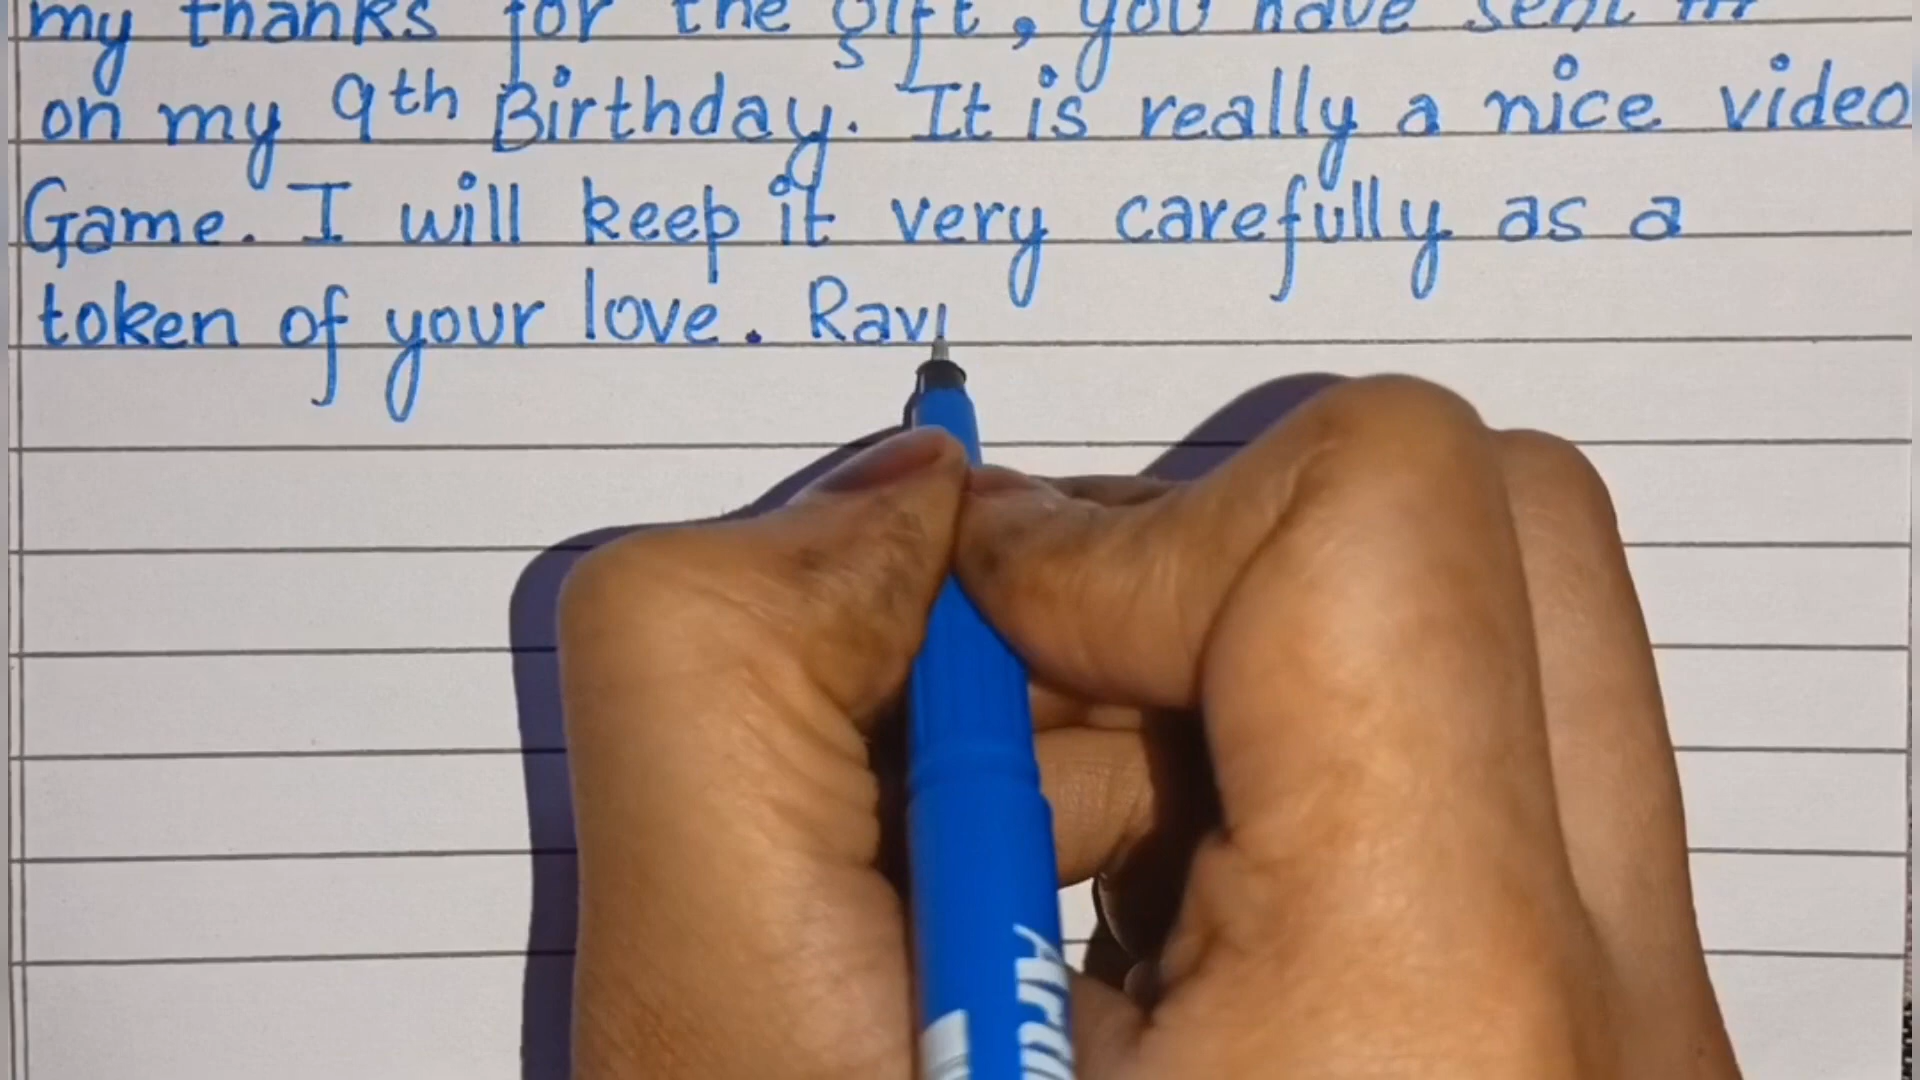 my thanks for the gift, you have sent
on my 9th Birthday. It is really a nice video
Game. I will keep it very carefully as a
token of your love. Ravi